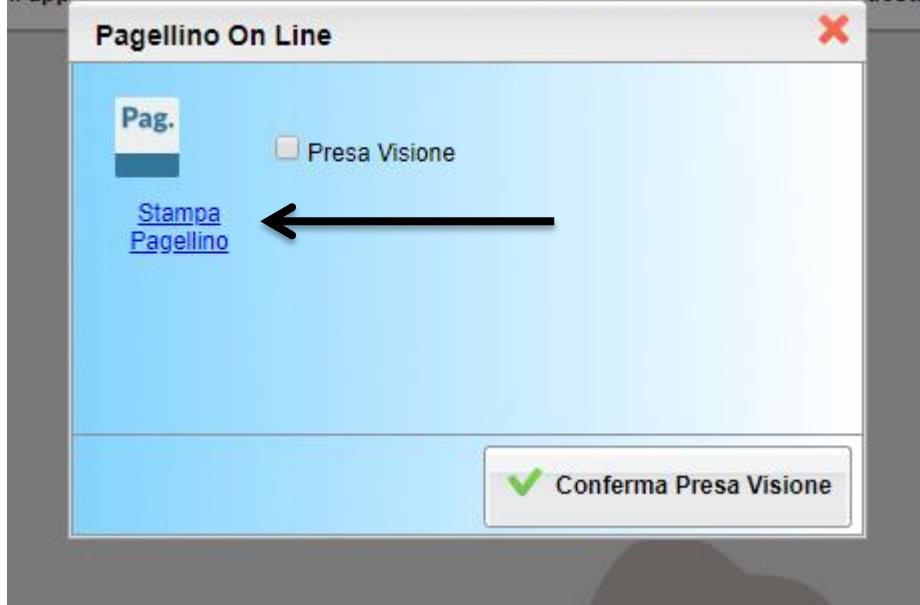 Pagellino On Line
Pag.
Presa Visione
Stampa
Pagellino
Conferma Presa Visione